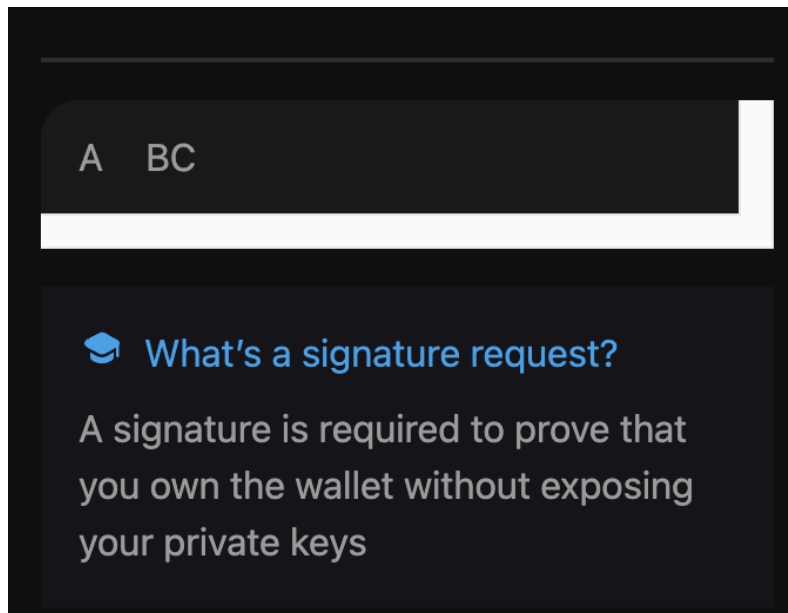 A    BC
What’s a signature request?
A signature is required to prove that
you own the wallet without exposing
your private keys